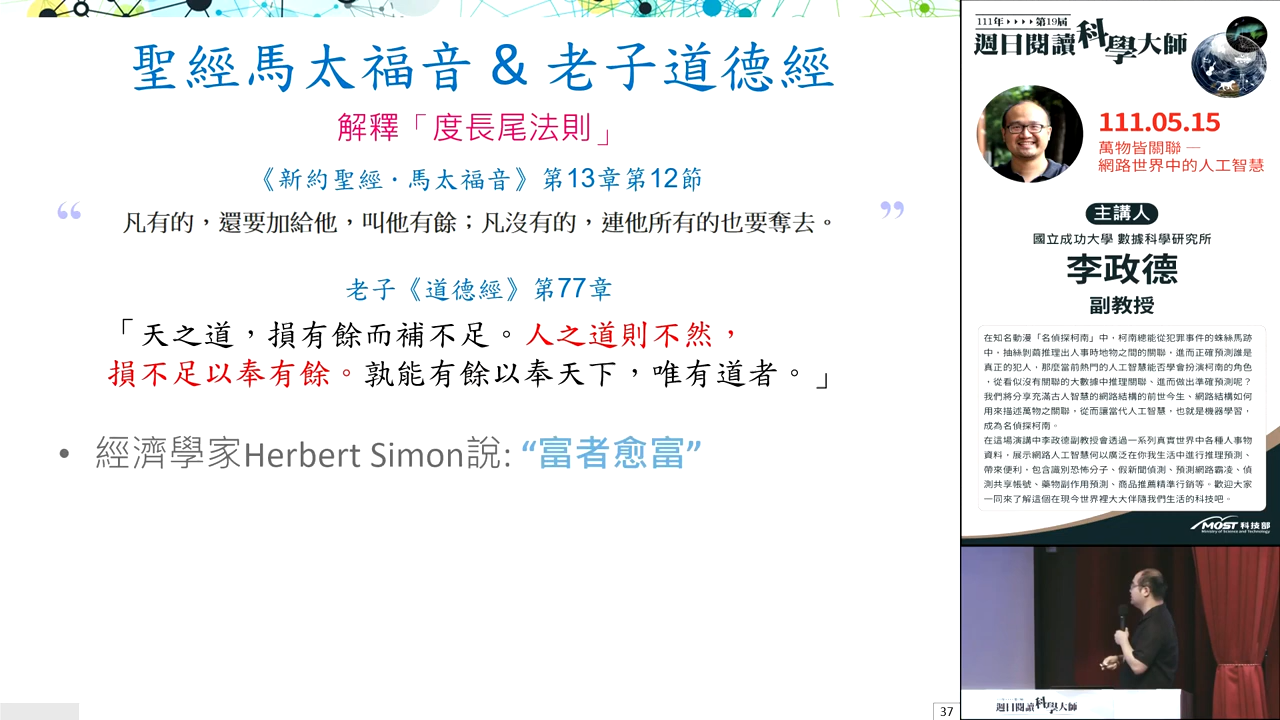 聖經馬太福音 & 老子道德經
解釋「度長尾法則」
《新約聖經．馬太福音》第13章第12節
“ 凡有的，還要加給他，叫他有餘；凡沒有的，連他所有的也要奪去。 ”
老子《道德經》第77章
「天之道，損有餘而補不足。人之道則不然，
損不足以奉有餘。孰能有餘以奉天下，唯有道者。」
• 經濟學家Herbert Simon說: “富者愈富”
37
111年 第19屆
週日閱讀科學大師
111.05.15
萬物皆關聯 —
網路世界中的人工智慧
主講人
國立成功大學 數據科學研究所
李政德
副教授
在知名動漫「名偵探柯南」中，柯南總能從犯罪事件的蛛絲馬跡
中，抽絲剝繭推理出人事時地物之間的關聯，進而正確預測誰是
真正的犯人，那麼當前熱門的人工智慧能否學會扮演柯南的角色
，從看似沒有關聯的大數據中推理關聯、進而做出準確預測呢？
我們將分享充滿古人智慧的網路結構的前世今生、網路結構如何
用來描述萬物之關聯，從而讓當代人工智慧，也就是機器學習，
成為名偵探柯南。
在這場演講中李政德副教授會透過一系列真實世界中各種人事物
資料，展示網路人工智慧何以廣泛在你我生活中進行推理預測、
帶來便利，包含識別恐怖分子、假新聞偵測、預測網路霸凌、偵
測共享帳號、藥物副作用預測、商品推薦精準行銷等。歡迎大家
一同來了解這個在現今世界裡大大伴隨我們生活的科技吧。
MOST 科技部
Ministry of Science and Technology
週日閱讀科學大師